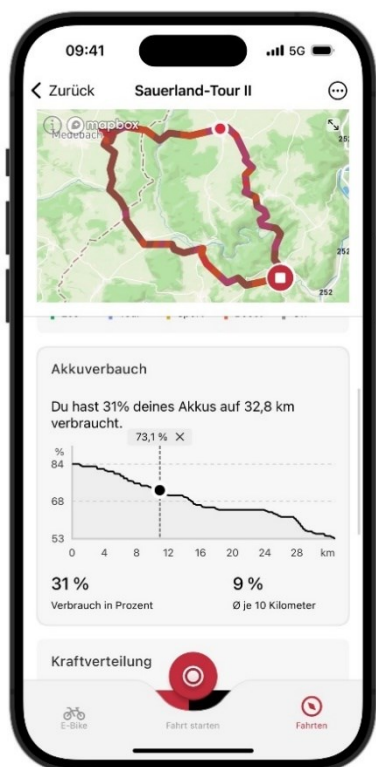 09:41
5G
Zurück
Sauerland-Tour II
mapbox
Medebach
252
252
252
Akkuverbauch
Du hast 31% deines Akkus auf 32,8 km
verbraucht.
73,1 % ✕
%
84
68
53
0 4 8 12 16 20 24 28 km
31 %
9 %
Verbrauch in Prozent
Ø je 10 Kilometer
Kraftverteilung
E-Bike
Fahrt starten
Fahrten